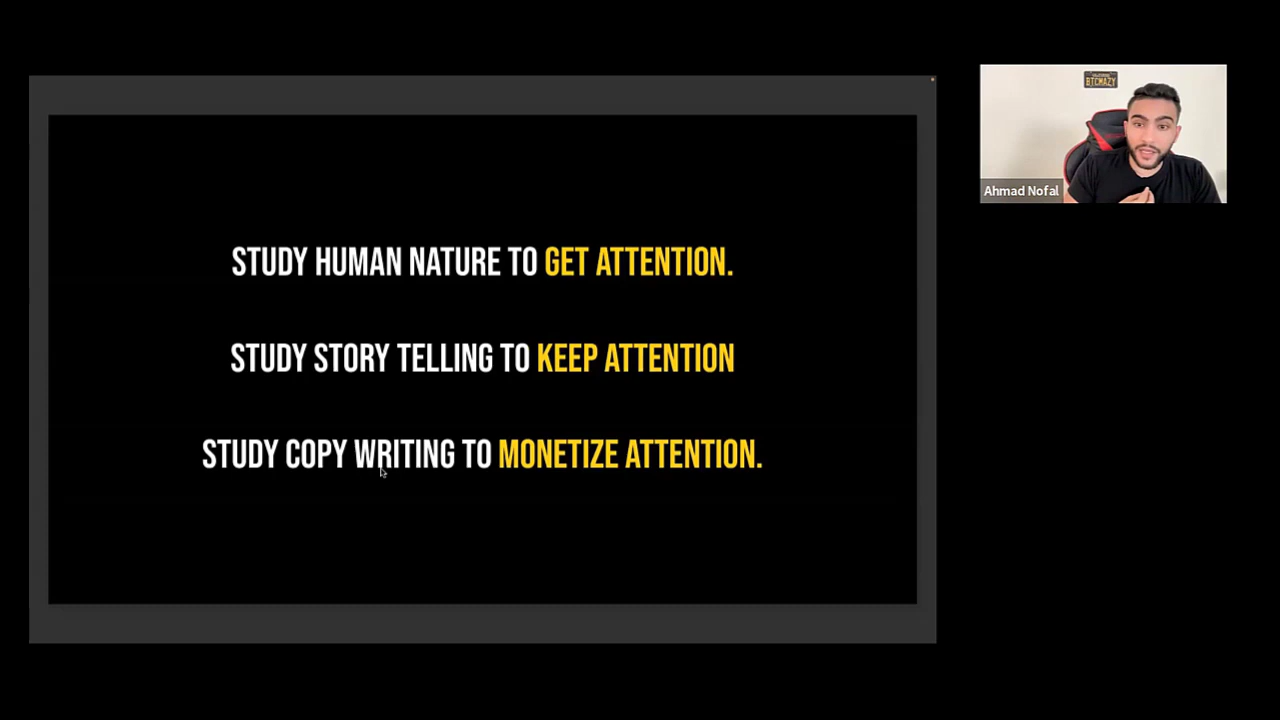 STUDY HUMAN NATURE TO GET ATTENTION.
STUDY STORY TELLING TO KEEP ATTENTION
STUDY COPY WRITING TO MONETIZE ATTENTION.
BTCMAZY
Ahmad Nofal